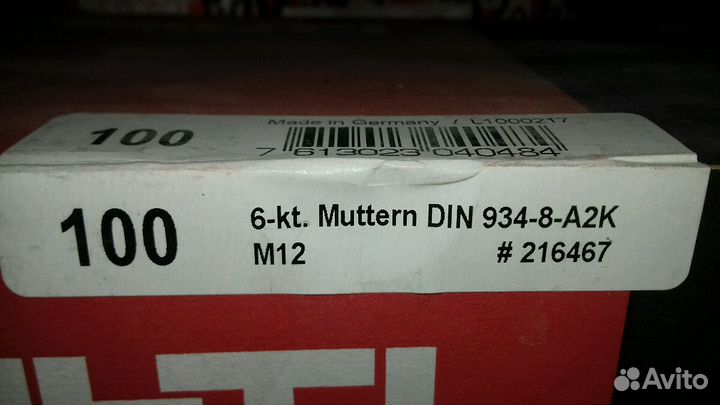 Made in Germany / L1000217
100
7 613023 040484
100
6-kt. Muttern DIN 934-8-A2K
M12
# 216467
Avito